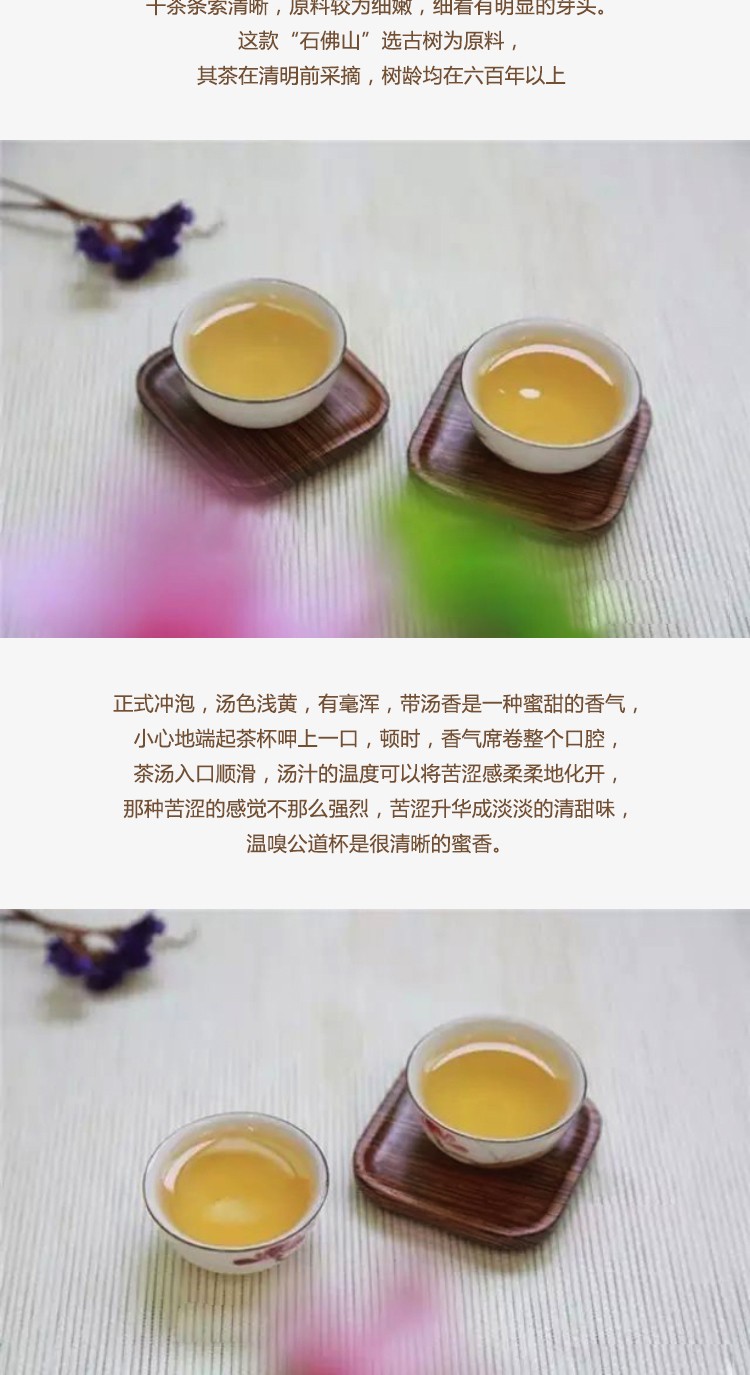 干茶条索清晰，原料较为细嫩，细看有明显的芽头。
这款“石佛山”选古树为原料，
其茶在清明前采摘，树龄均在六百年以上
正式冲泡，汤色浅黄，有毫浑，带汤香是一种蜜甜的香气，
小心地端起茶杯呷上一口，顿时，香气席卷整个口腔，
茶汤入口顺滑，汤汁的温度可以将苦涩感柔柔地化开，
那种苦涩的感觉不那么强烈，苦涩升华成淡淡的清甜味，
温嗅公道杯是很清晰的蜜香。